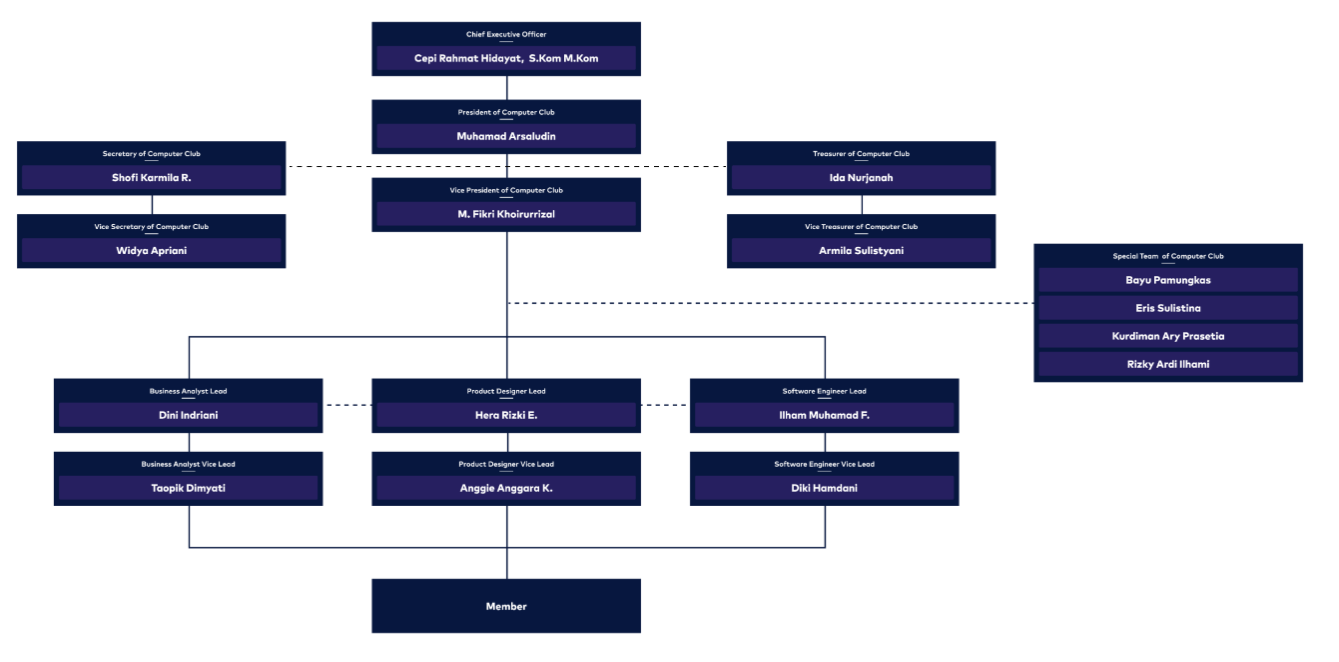 Chief Executive Officer
Cepi Rahmat Hidayat,  S.Kom M.Kom
President of Computer Club
Muhamad Arsaludin
Secretary of Computer Club
Shofi Karmila R.
Treasurer of Computer Club
Ida Nurjanah
Vice President of Computer Club
M. Fikri Khoirurrizal
Vice Secretary of Computer Club
Widya Apriani
Vice Treasurer of Computer Club
Armila Sulistyani
Special Team  of Computer Club
Bayu Pamungkas
Eris Sulistina
Kurdiman Ary Prasetia
Rizky Ardi Ilhami
Business Analyst Lead
Dini Indriani
Product Designer Lead
Hera Rizki E.
Software Engineer Lead
Ilham Muhamad F.
Business Analyst Vice Lead
Taopik Dimyati
Product Designer Vice Lead
Anggie Anggara K.
Software Engineer Vice Lead
Diki Hamdani
Member